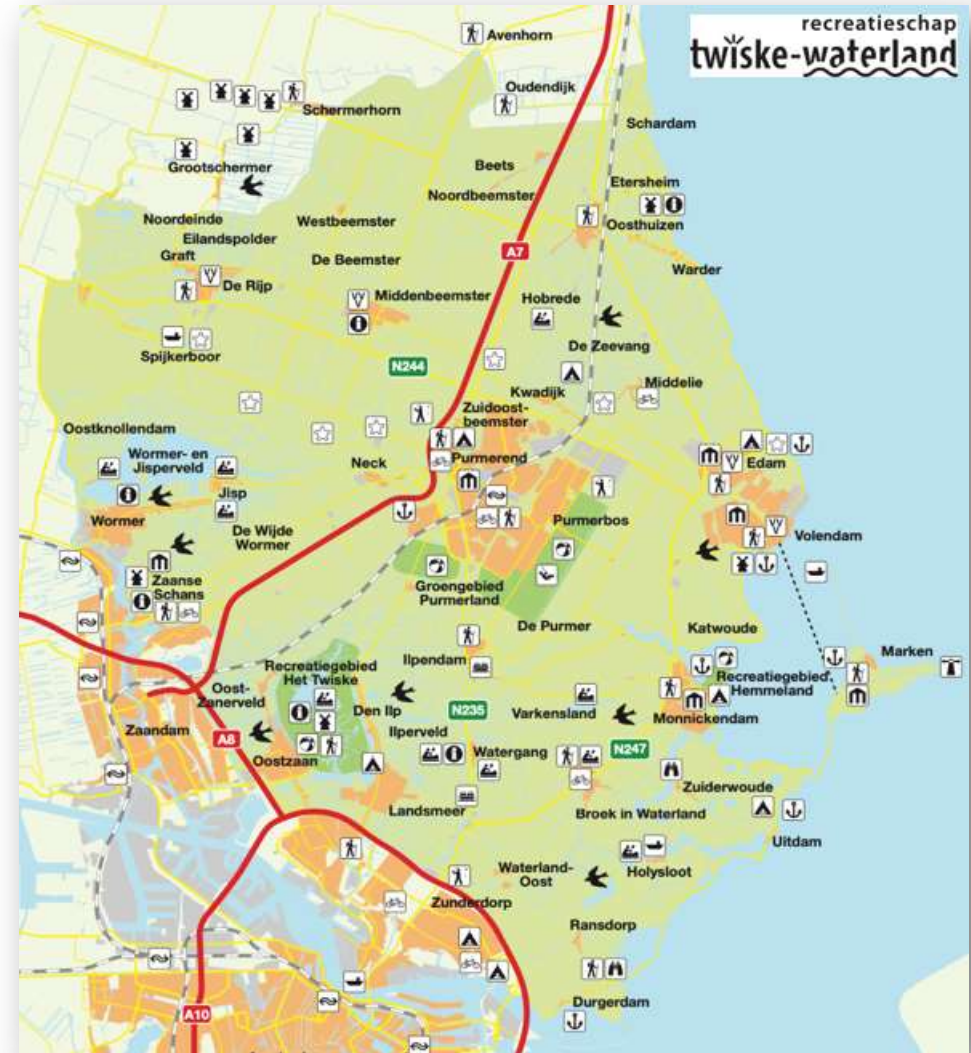 recreatieschap
twiske-waterland
Avenhorn
Oudendijk
Schermerhorn
Schardam
Grootschermer
Beets
Etersheim
Noordbeemster
Noordeinde
Westbeemster
Oosthuizen
Eilandspolder
A7
Graft
De Beemster
Warder
De Rijp
Middenbeemster
Hobrede
Spijkerboor
De Zeevang
N244
Kwadijk
Middelie
Zuidoost-
beemster
Oostknollendam
Wormer- en
Jisperveld
Neck
Purmerend
Edam
Jisp
Wormer
De Wijde
Wormer
Purmerbos
Volendam
Zaanse
Schans
Groengebied
Purmerland
De Purmer
Katwoude
Ilpendam
Marken
Recreatiegebied
Het Twiske
Recreatiegebied
Hemmeland
Oost-
Zanerveld
Den Ilp
N235
Varkensland
Monnickendam
Zaandam
A8
Ilperveld
Watergang
N247
Oostzaan
Zuiderwoude
Landsmeer
Broek in Waterland
Uitdam
Waterland-
Oost
Holysloot
Zunderdorp
Ransdorp
Durgerdam
A10